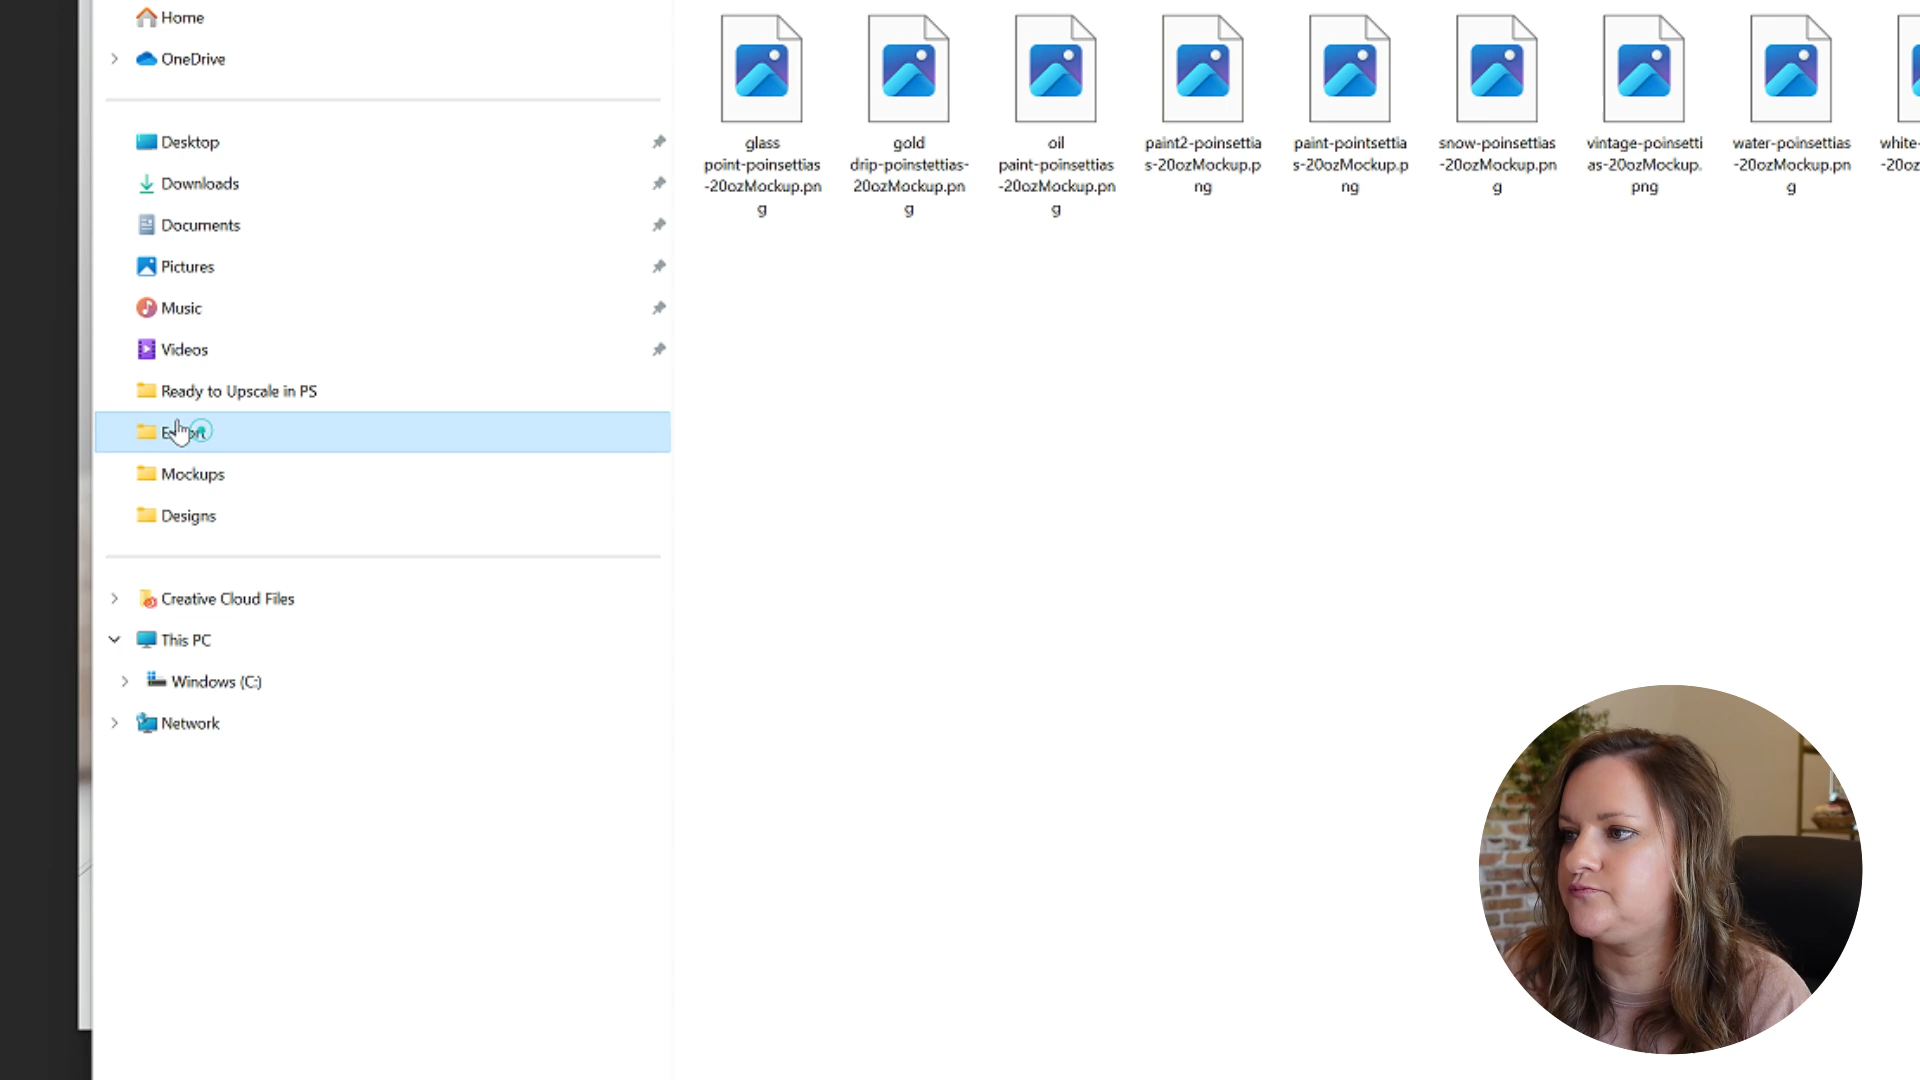 Home
OneDrive
Desktop
Downloads
Documents
Pictures
Music
Videos
Ready to Upscale in PS
Mockups
Designs
Creative Cloud Files
This PC
Windows (C:)
Network
glass
point-poinsettias
-20ozMockup.pn
g
gold
drip-poinstettias-
20ozMockup.pn
g
oil
paint-poinsettias
-20ozMockup.pn
g
paint2-poinsettia
s-20ozMockup.p
ng
paint-pointsettia
s-20ozMockup.p
ng
snow-poinsettias
-20ozMockup.pn
g
vintage-poinsetti
as-20ozMockup.
png
water-poinsettias
-20ozMockup.pn
g
white-
-20oz